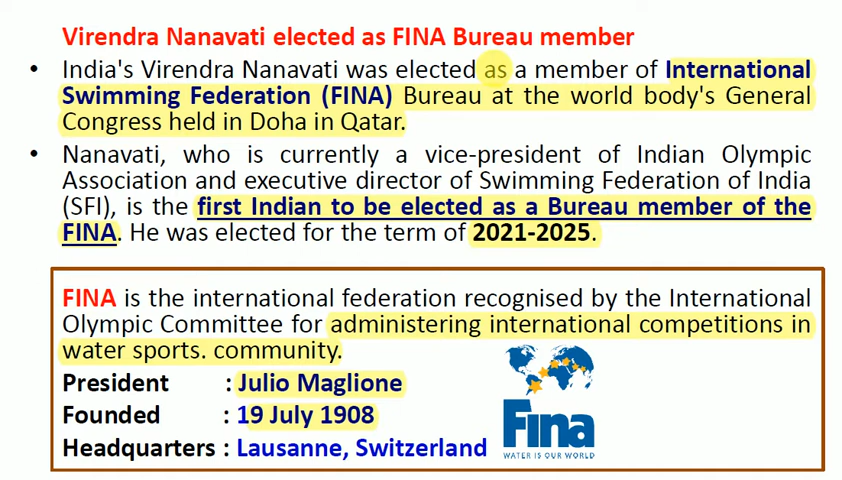 Virendra Nanavati elected as FINA Bureau member
• India's Virendra Nanavati was elected as a member of International
Swimming Federation (FINA) Bureau at the world body's General
Congress held in Doha in Qatar.
• Nanavati, who is currently a vice-president of Indian Olympic
Association and executive director of Swimming Federation of India
(SFI), is the first Indian to be elected as a Bureau member of the
FINA. He was elected for the term of 2021-2025.
FINA is the international federation recognised by the International
Olympic Committee for administering international competitions in
water sports. community.
President : Julio Maglione
Founded : 19 July 1908
Headquarters : Lausanne, Switzerland
Fina
WATER IS OUR WORLD